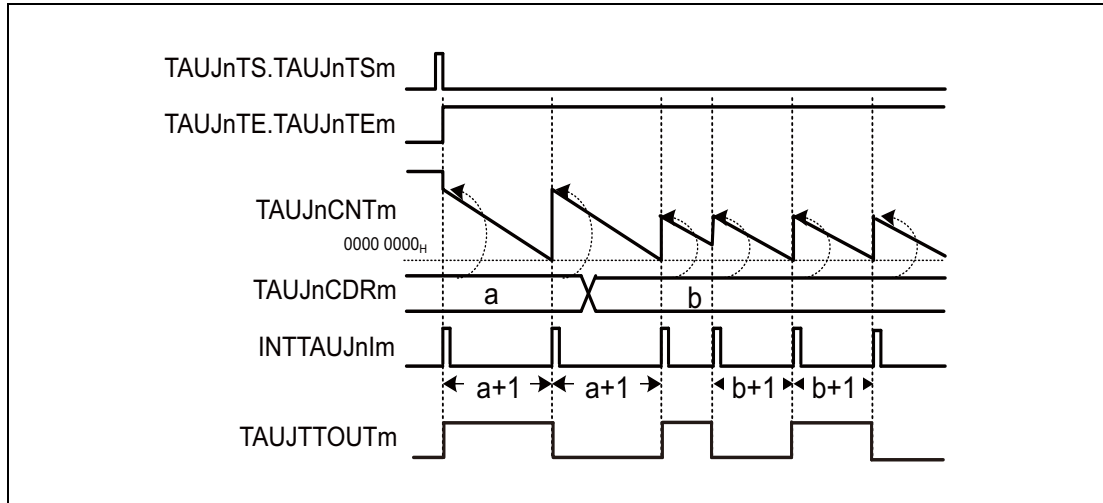 TAUJnTS.TAUJnTSm
TAUJnTE.TAUJnTEm
TAUJnCNTm
0000 0000H
TAUJnCDRm
a
b
INTTAUJnIm
a+1
a+1
b+1
b+1
TAUJTTOUTm